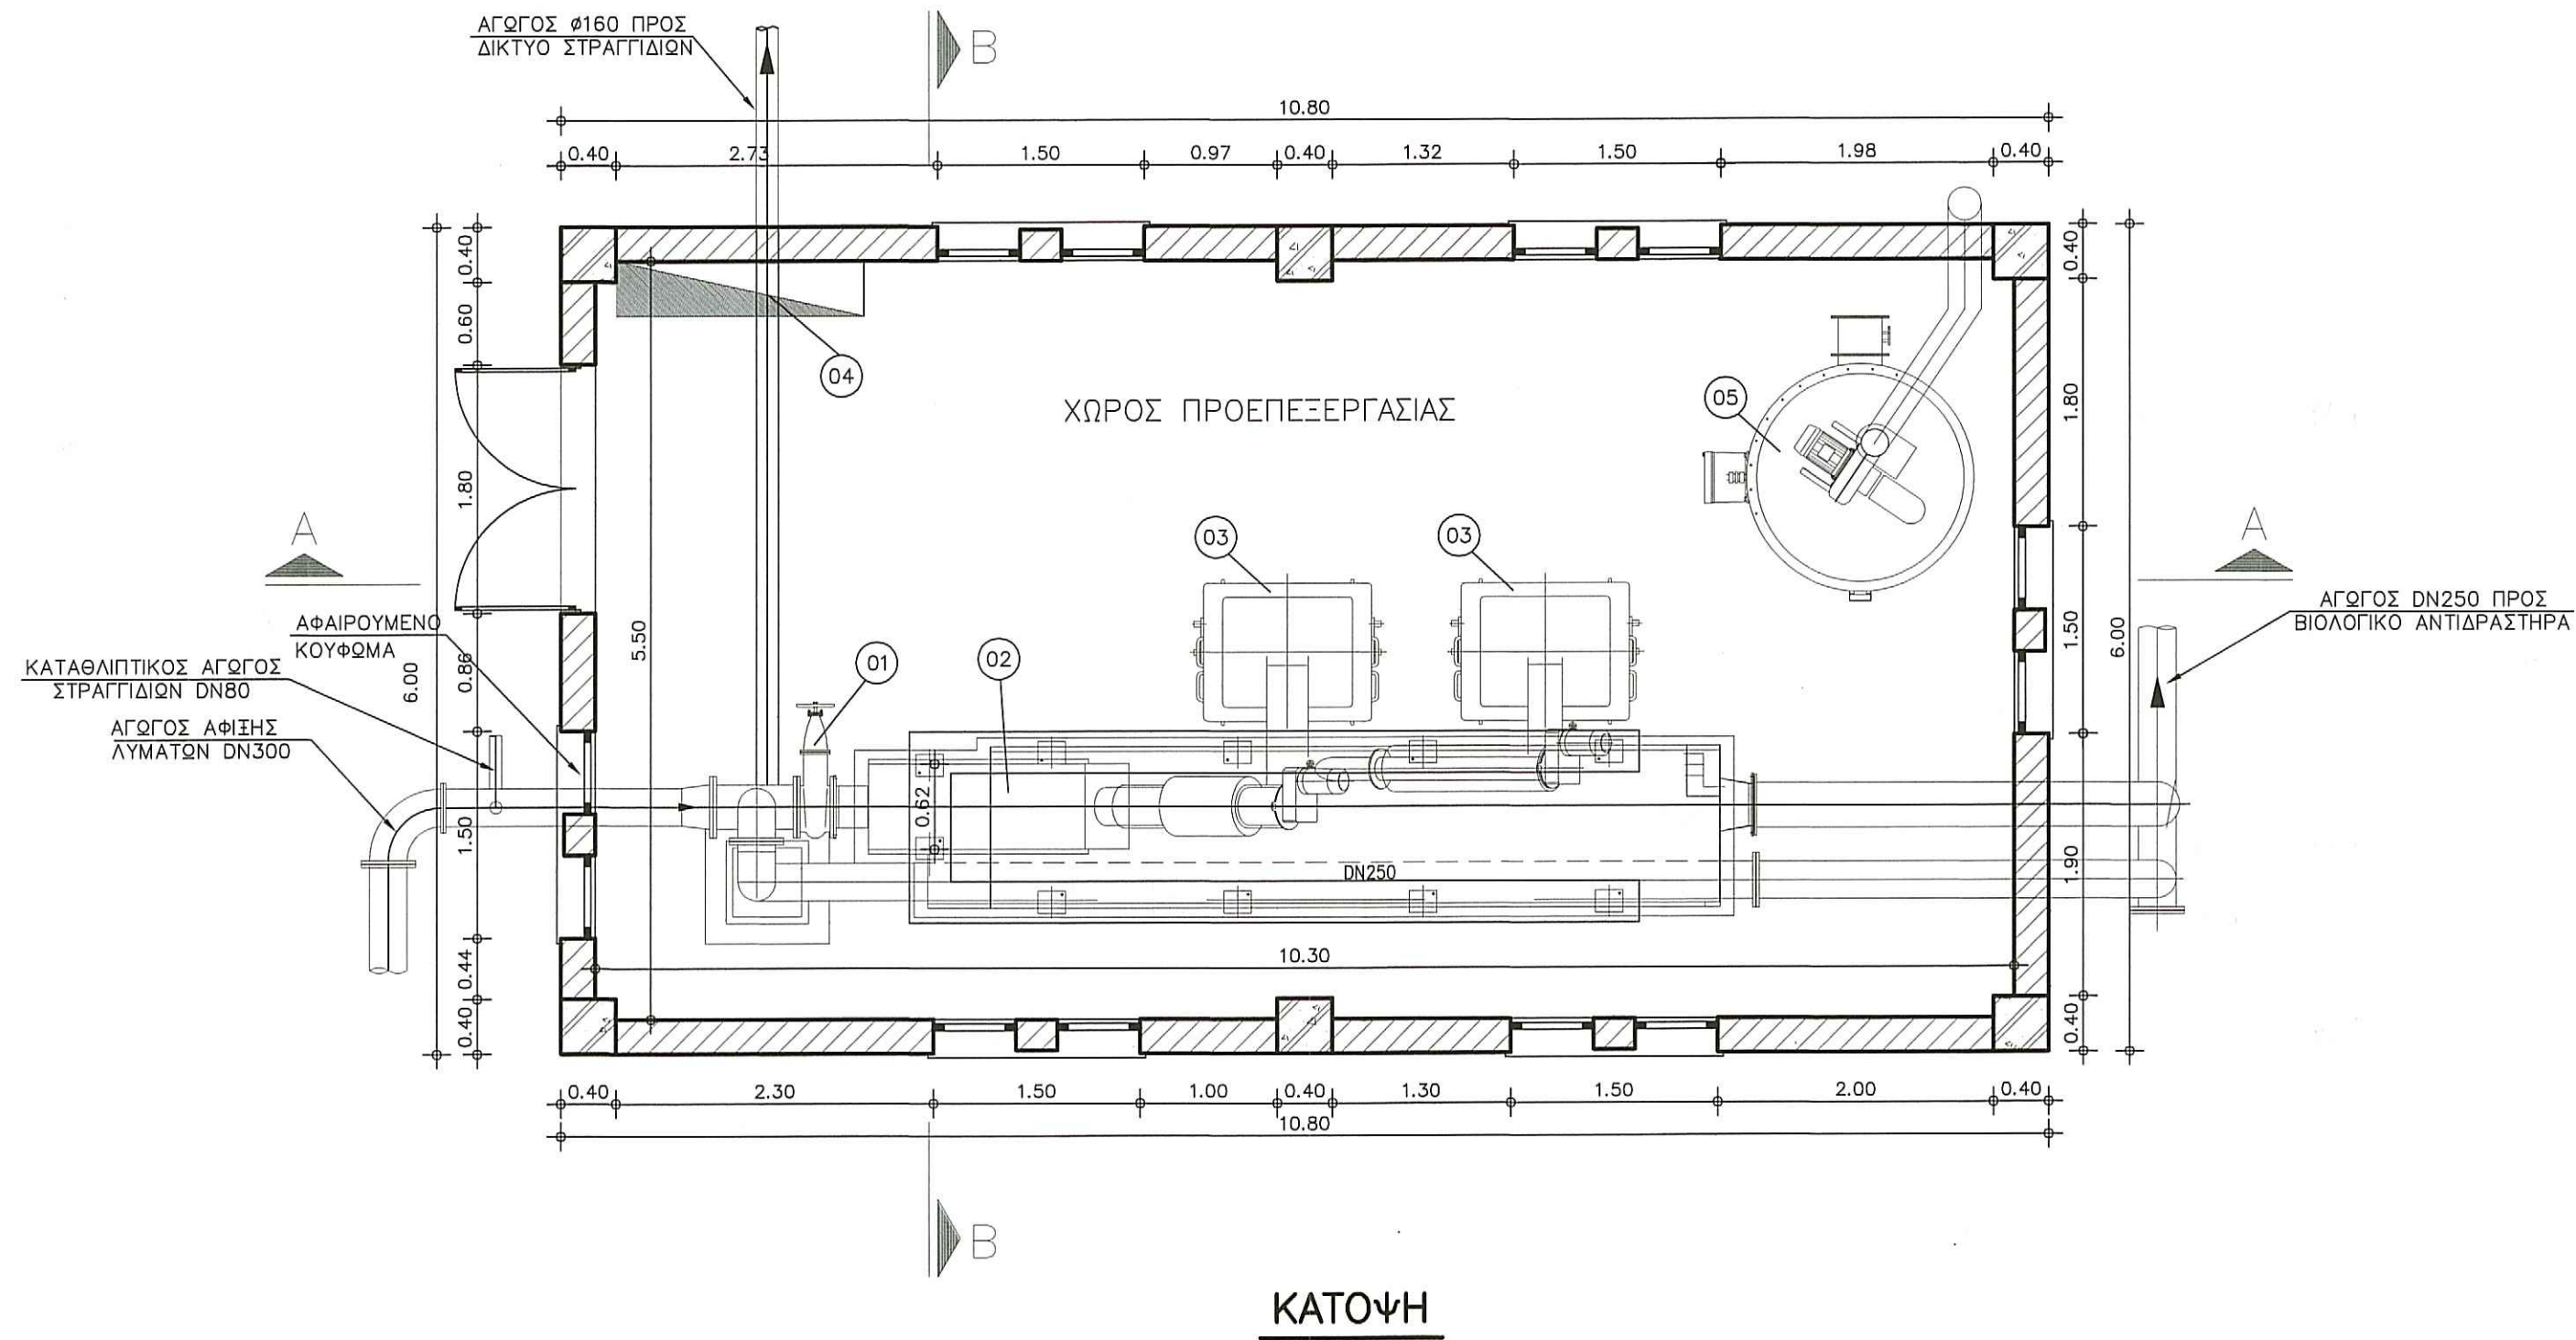 ΑΓΩΓΟΣ Ø160 ΠΡΟΣ
ΔΙΚΤΥΟ ΣΤΡΑΓΓΙΔΙΩΝ
B
10.80
0.40 2.73 1.50 0.97 0.40 1.32 1.50 1.98 0.40
0.40
0.60
1.80
0.86
1.50
0.44
0.40
6.00
5.50
0.40
1.80
1.50
1.90
0.40
6.00
04
ΧΩΡΟΣ ΠΡΟΕΠΕΞΕΡΓΑΣΙΑΣ
05
A
A
03
03
ΑΓΩΓΟΣ DN250 ΠΡΟΣ
ΒΙΟΛΟΓΙΚΟ ΑΝΤΙΔΡΑΣΤΗΡΑ
ΑΦΑΙΡΟΥΜΕΝΟ
ΚΟΥΦΩΜΑ
ΚΑΤΑΘΛΙΠΤΙΚΟΣ ΑΓΩΓΟΣ
ΣΤΡΑΓΓΙΔΙΩΝ DN80
01
02
ΑΓΩΓΟΣ ΑΦΙΞΗΣ
ΛΥΜΑΤΩΝ DN300
0.62
DN250
10.30
0.40 2.30 1.50 1.00 0.40 1.30 1.50 2.00 0.40
10.80
B
ΚΑΤΟΨΗ